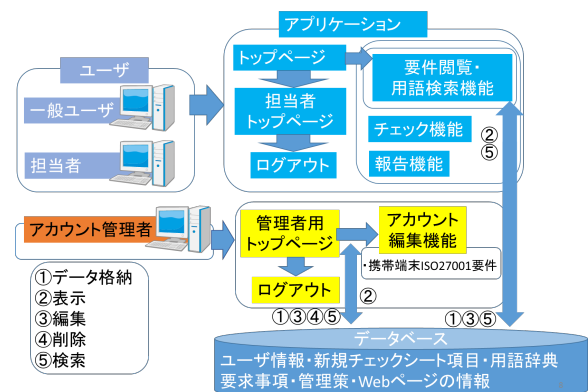 アプリケーション
ユーザ
一般ユーザ
担当者
トップページ
担当者
トップページ
ログアウト
要件閲覧・
用語検索機能
チェック機能
報告機能
②
⑤
アカウント管理者
管理者用
トップページ
ログアウト
アカウント
編集機能
・携帯端末ISO27001要件
①データ格納
②表示
③編集
④削除
⑤検索
②
①③④⑤
①③⑤
データベース
ユーザ情報・新規チェックシート項目・用語辞典
要求事項・管理策・Webページの情報